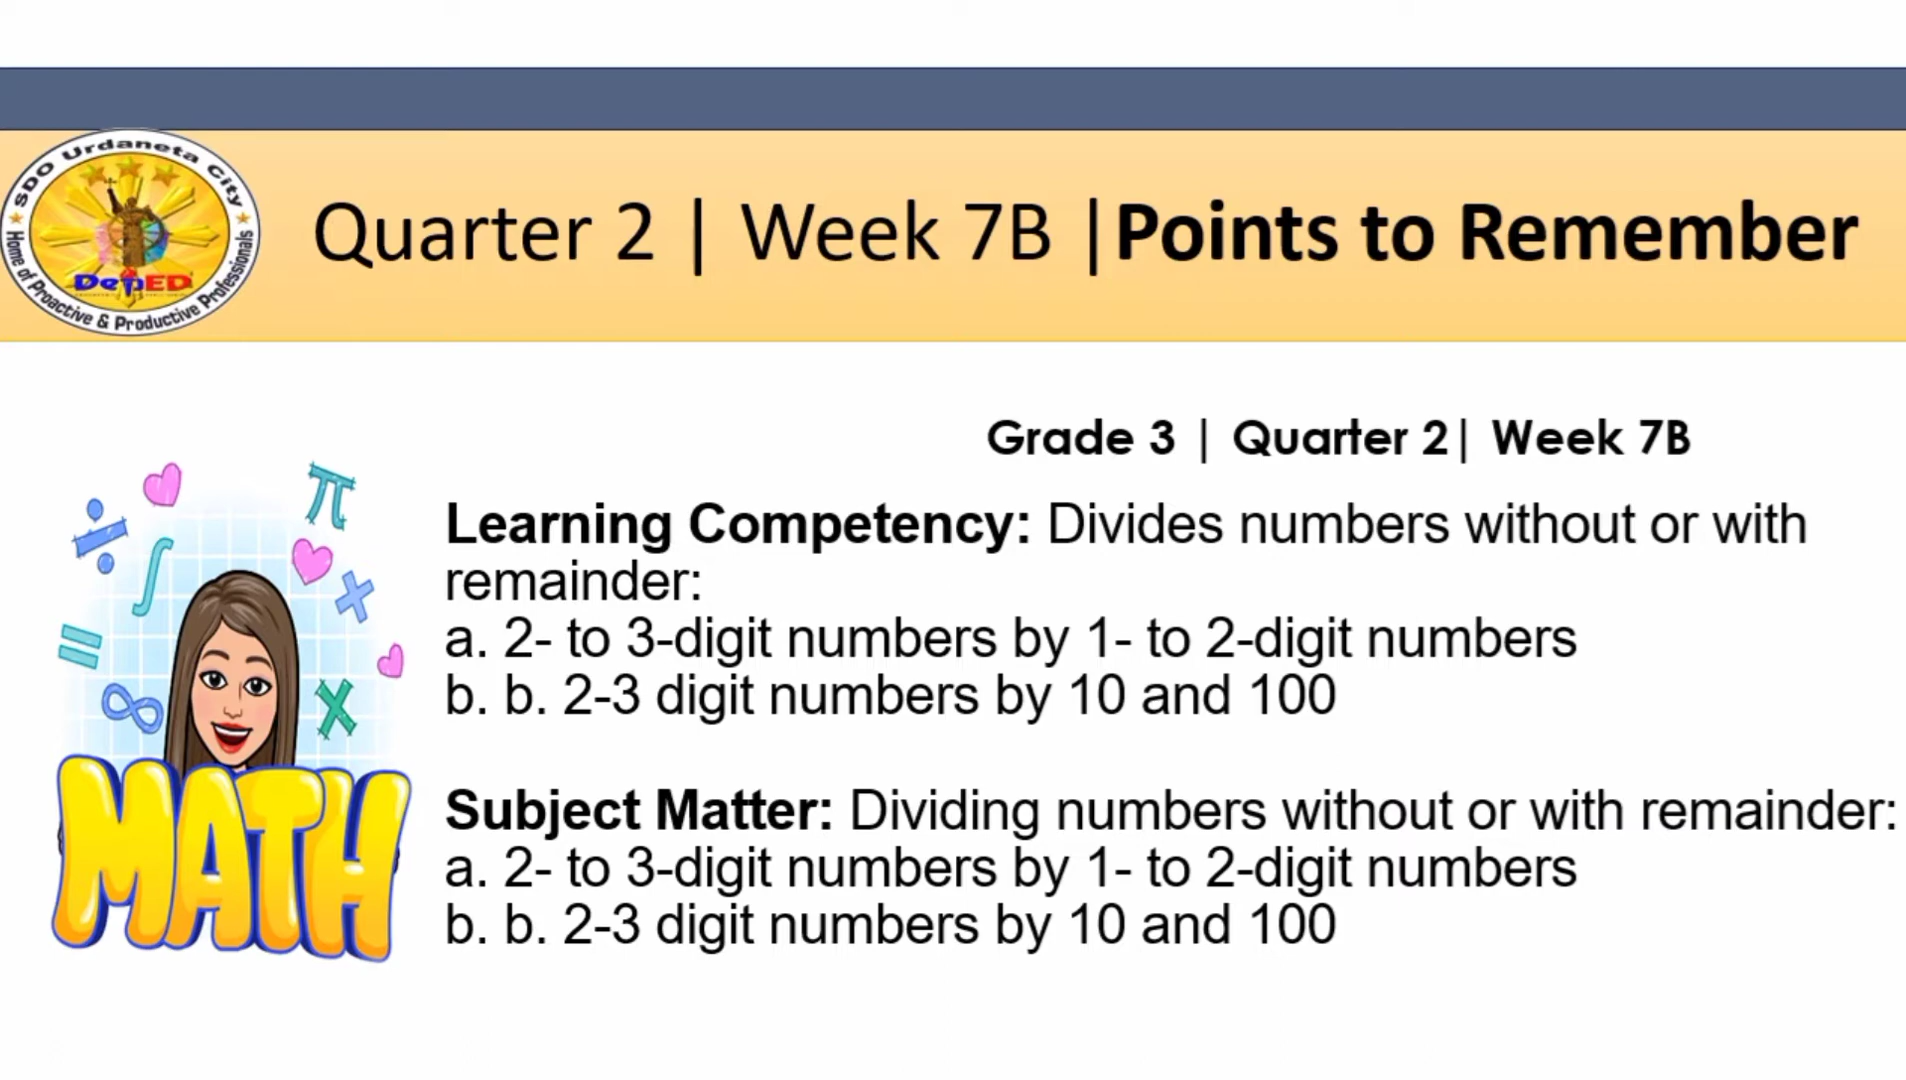 SDO Urdaneta City
DepED
Home of Proactive & Productive Professionals
Quarter 2 | Week 7B |Points to Remember
Grade 3 | Quarter 2| Week 7B
Learning Competency: Divides numbers without or with
remainder:
a. 2- to 3-digit numbers by 1- to 2-digit numbers
b. b. 2-3 digit numbers by 10 and 100
Subject Matter: Dividing numbers without or with remainder:
a. 2- to 3-digit numbers by 1- to 2-digit numbers
b. b. 2-3 digit numbers by 10 and 100
MATH